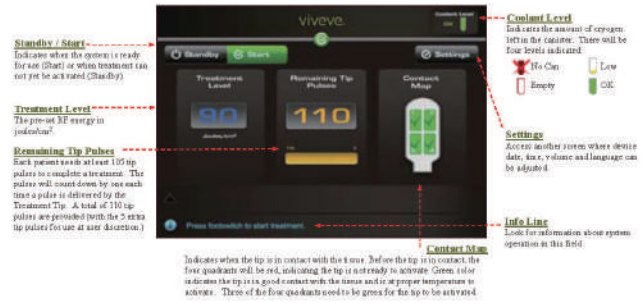 viveve.
Coolant Level
OK
Standby
Start
Settings
Treatment
Level
90
Joules/cm²
Remaining Tip
Pulses
110
Contact
Map
Press footswitch to start treatment.
Standby / Start
Indicates when the system is ready
for use (Start) or when treatment can
not yet be activated (Standby)
Treatment Level
The pre-set RF energy in
joules/cm².
Remaining Tip Pulses
Each patient needs at least 105 tip
pulses to complete a treatment. The
pulses will count down by one each
time a pulse is delivered by the
Treatment Tip. A total of 110 tip
pulses are provided (with the 5 extra
tip pulses for use at user discretion.)
Coolant Level
Indicates the amount of cryogen
left in the canister. There will be
four levels indicated:
No Can
Low
Empty
OK
Settings
Access another screen where device
date, time, volume and language can
be adjusted.
Info Line
Look for information about system
operation in this field.
Contact Map
Indicates when the tip is in contact with the tissue. Before the tip is in contact, the
four quadrants will be red, indicating the tip is not ready to activate. Green color
indicates the tip is in good contact with the tissue and is at proper temperature to
activate. Three of the four quadrants need to be green for the tip to be activated.